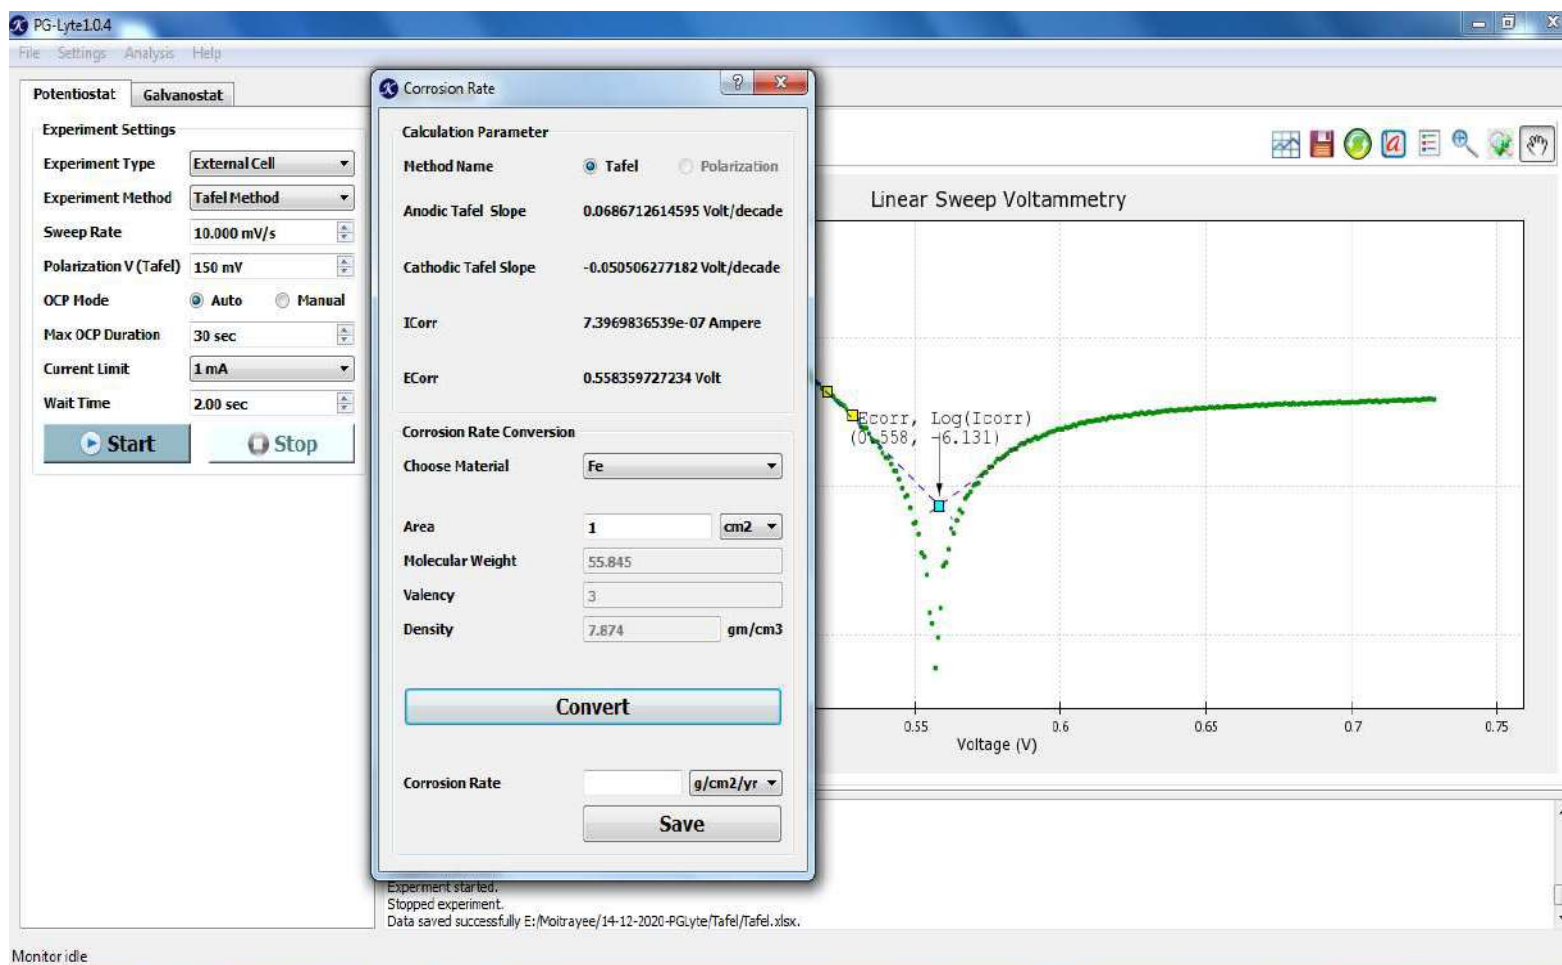 PG-Lyte1.0.4
File Settings Analysis Help
Potentiostat Galvanostat
Experiment Settings
Experiment Type External Cell
Experiment Method Tafel Method
Sweep Rate 10.000 mV/s
Polarization V (Tafel) 150 mV
OCP Mode Auto Manual
Max OCP Duration 30 sec
Current Limit 1 mA
Wait Time 2.00 sec
Start Stop
Corrosion Rate
Calculation Parameter
Method Name Tafel Polarization
Anodic Tafel Slope 0.0686712614595 Volt/decade
Cathodic Tafel Slope -0.050506277182 Volt/decade
ICorr 7.3969836539e-07 Ampere
ECorr 0.558359727234 Volt
Corrosion Rate Conversion
Choose Material Fe
Area 1 cm2
Molecular Weight 55.845
Valency 3
Density 7.874 gm/cm3
Convert
Corrosion Rate g/cm2/yr
Save
Linear Sweep Voltammetry
Ecorr, Log(Icorr)
(0.558, -6.131)
0.55 0.6 0.65 0.7 0.75
Voltage (V)
Experment started.
Stopped experiment.
Data saved successfully E:/Moitrayee/14-12-2020-PGLyte/Tafel/Tafel.xlsx.
Monitor idle